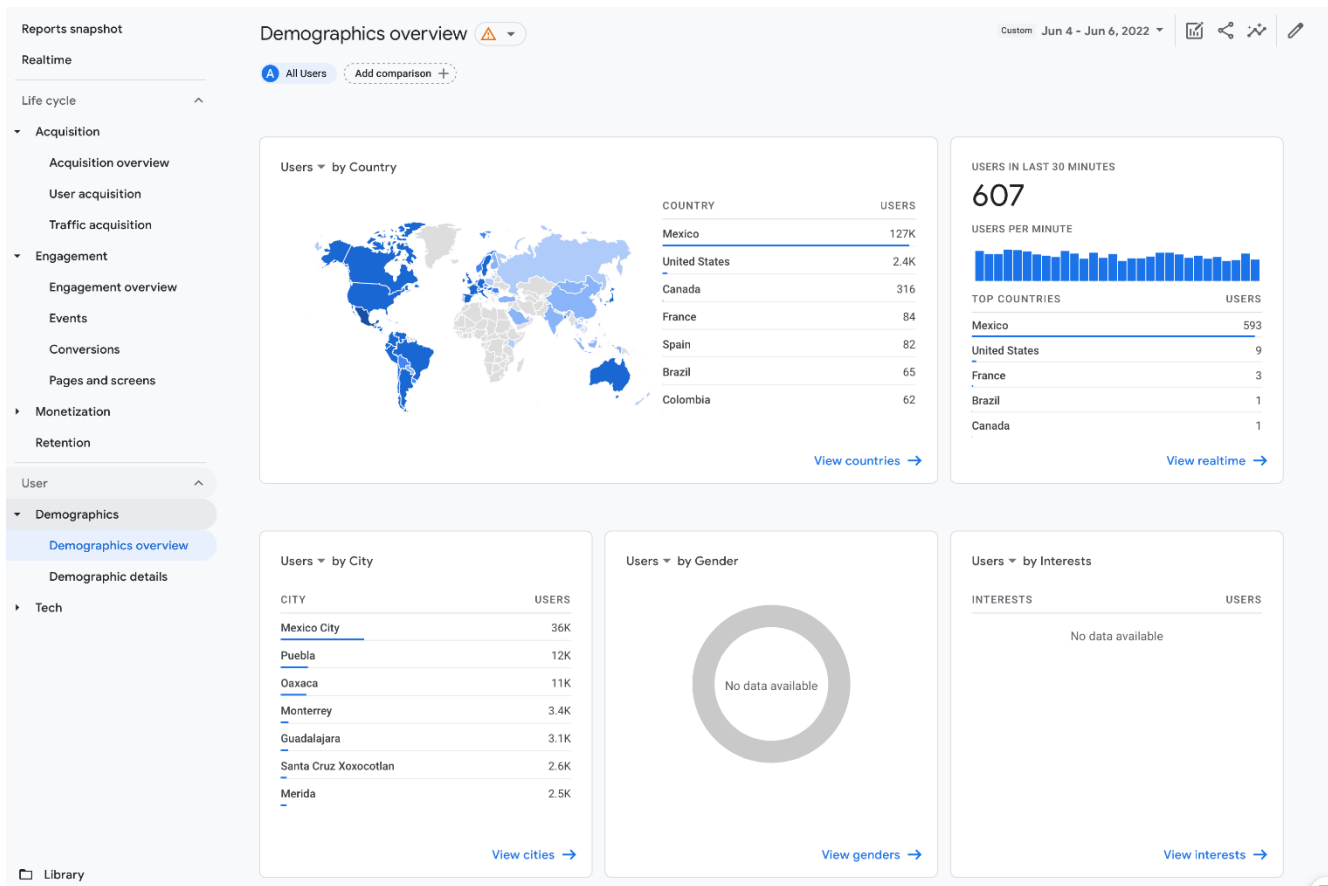 Reports snapshot
Realtime
Life cycle
Acquisition
Acquisition overview
User acquisition
Traffic acquisition
Engagement
Engagement overview
Events
Conversions
Pages and screens
Monetization
Retention
User
Demographics
Demographics overview
Demographic details
Tech
Library
Demographics overview
Custom Jun 4 - Jun 6, 2022
A All Users
Add comparison
Users by Country
COUNTRY USERS
Mexico 127K
United States 2.4K
Canada 316
France 84
Spain 82
Brazil 65
Colombia 62
View countries
USERS IN LAST 30 MINUTES
607
USERS PER MINUTE
TOP COUNTRIES USERS
Mexico 593
United States 9
France 3
Brazil 1
Canada 1
View realtime
Users by City
CITY USERS
Mexico City 36K
Puebla 12K
Oaxaca 11K
Monterrey 3.4K
Guadalajara 3.1K
Santa Cruz Xoxocotlan 2.6K
Merida 2.5K
View cities
Users by Gender
No data available
View genders
Users by Interests
INTERESTS USERS
No data available
View interests